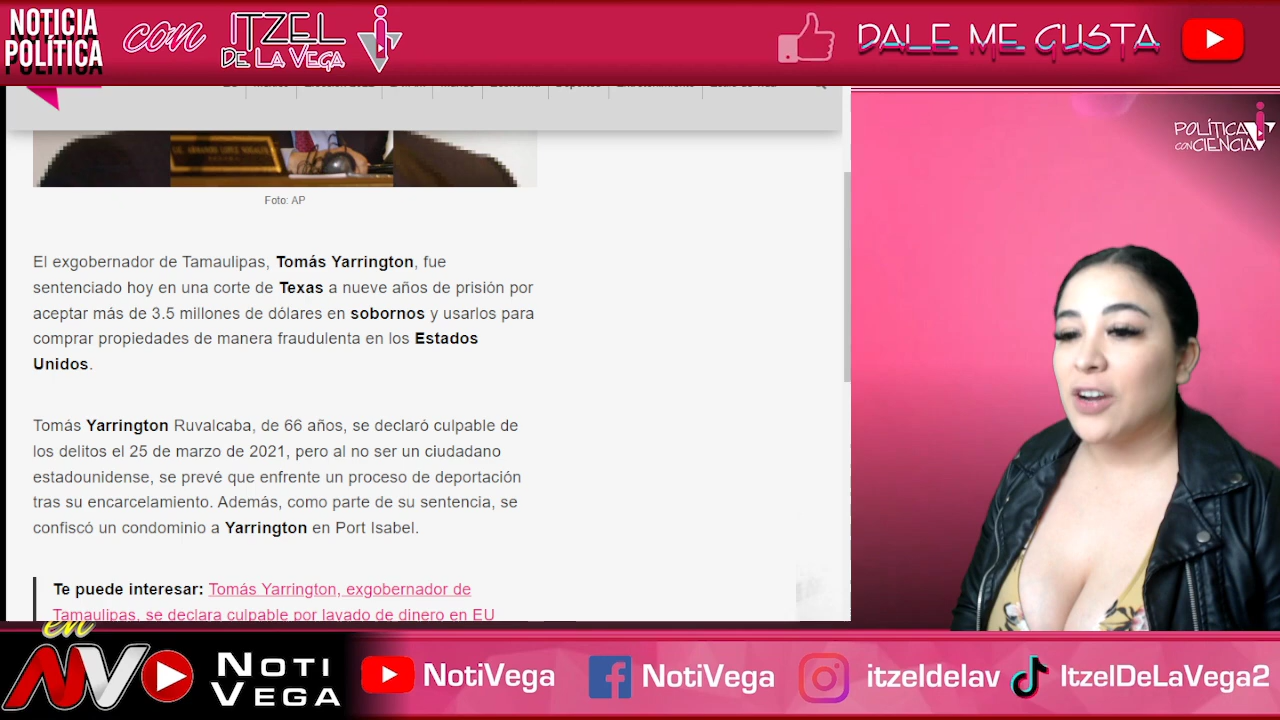 NOTICIA
POLÍTICA
con
ITZEL
DE LA VEGA
DALE ME GUSTA
POLÍTICA
CON CIENCIA
Foto: AP
El exgobernador de Tamaulipas, Tomás Yarrington, fue
sentenciado hoy en una corte de Texas a nueve años de prisión por
aceptar más de 3.5 millones de dólares en sobornos y usarlos para
comprar propiedades de manera fraudulenta en los Estados
Unidos.
Tomás Yarrington Ruvalcaba, de 66 años, se declaró culpable de
los delitos el 25 de marzo de 2021, pero al no ser un ciudadano
estadounidense, se prevé que enfrente un proceso de deportación
tras su encarcelamiento. Además, como parte de su sentencia, se
confiscó un condominio a Yarrington en Port Isabel.
Te puede interesar: Tomás Yarrington, exgobernador de
Tamaulipas, se declara culpable por lavado de dinero en EU
en
NV
NOTI
VEGA
NotiVega
NotiVega
itzeldelav
ItzelDeLaVega2